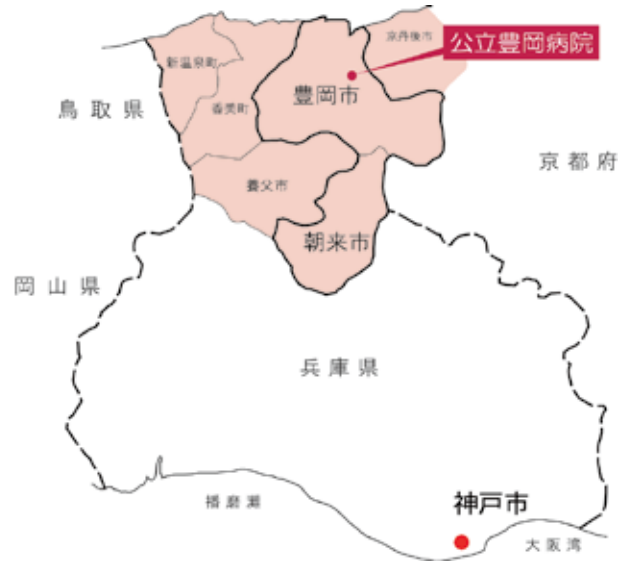 京丹後市
公立豊岡病院
新温泉町
豊岡市
鳥取県
香美町
京都府
養父市
朝来市
岡山県
兵庫県
播磨灘
神戸市
大阪湾